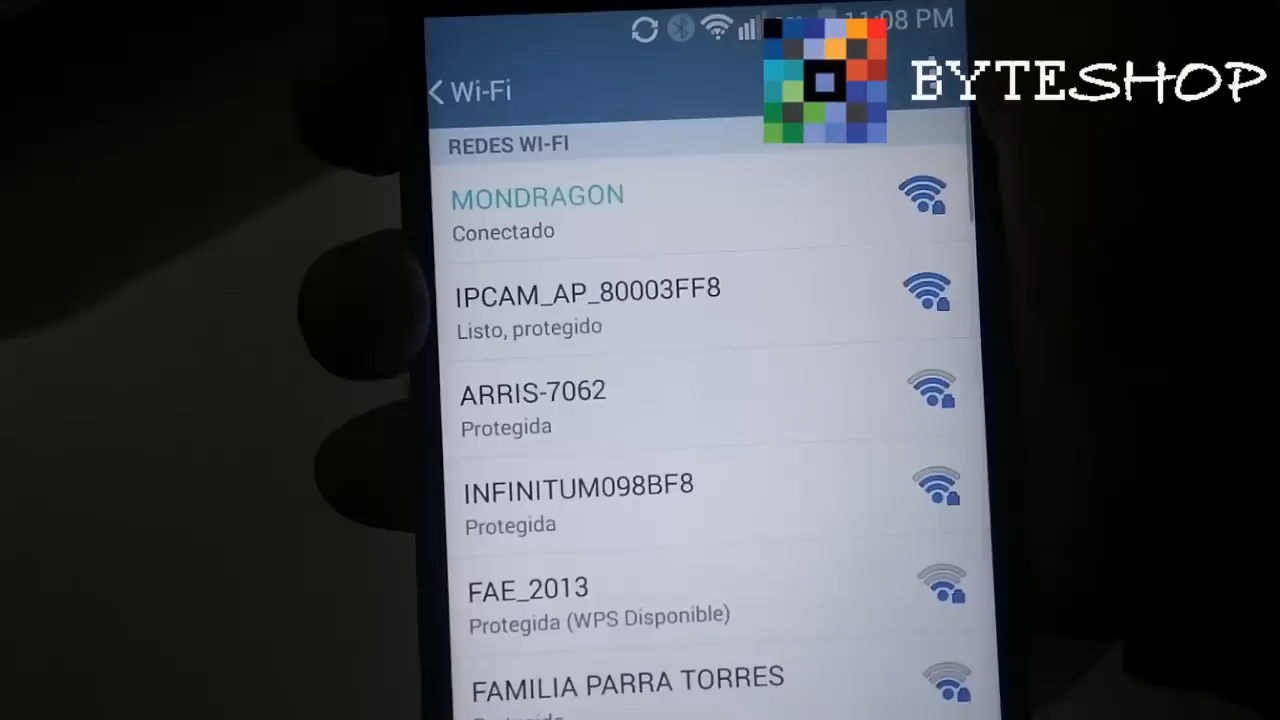 11:08 PM
BYTESHOP
Wi-Fi
REDES WI-FI
MONDRAGON
Conectado
IPCAM_AP_80003FF8
Listo, protegido
ARRIS-7062
Protegida
INFINITUM098BF8
Protegida
FAE_2013
Protegida (WPS Disponible)
FAMILIA PARRA TORRES
Protegida